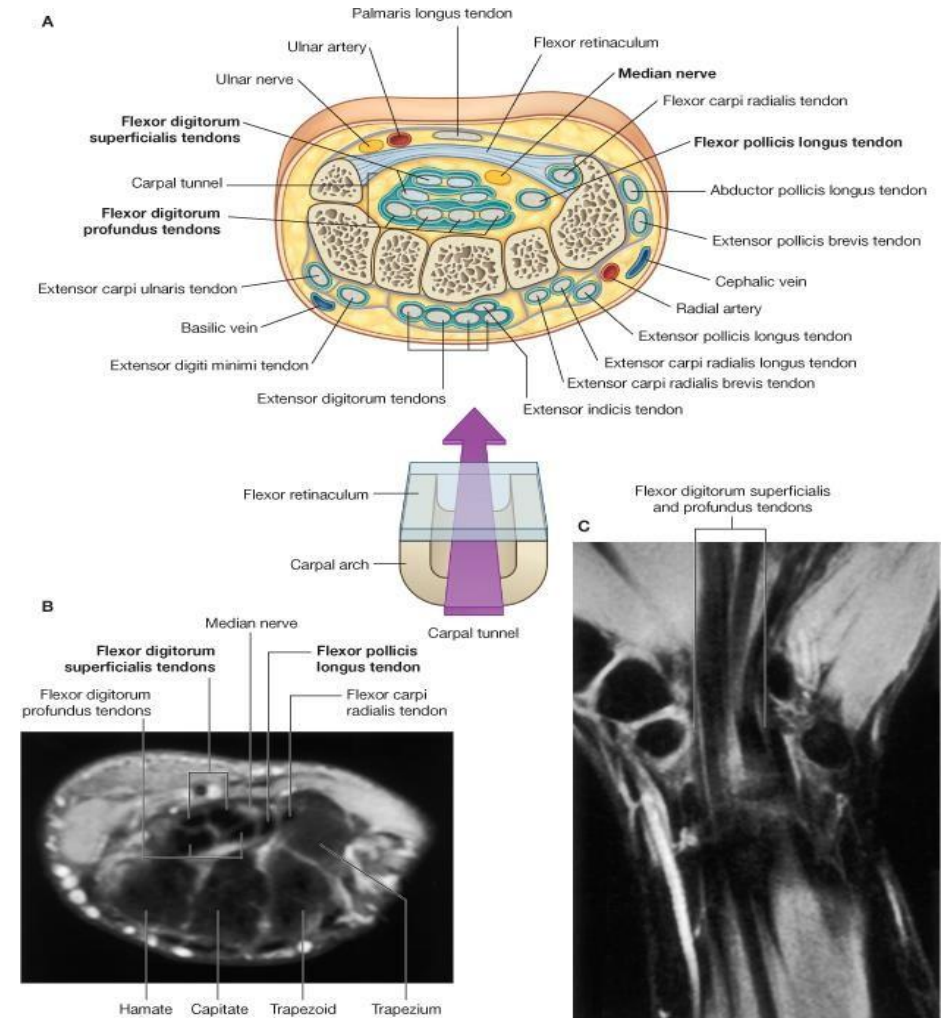 A
Palmaris longus tendon
Ulnar artery
Flexor retinaculum
Ulnar nerve
Median nerve
Flexor carpi radialis tendon
Flexor digitorum
superficialis tendons
Flexor pollicis longus tendon
Carpal tunnel
Abductor pollicis longus tendon
Flexor digitorum
profundus tendons
Extensor pollicis brevis tendon
Cephalic vein
Extensor carpi ulnaris tendon
Radial artery
Basilic vein
Extensor pollicis longus tendon
Extensor digiti minimi tendon
Extensor carpi radialis longus tendon
Extensor carpi radialis brevis tendon
Extensor digitorum tendons
Extensor indicis tendon
Flexor retinaculum
Carpal arch
Carpal tunnel
B
Median nerve
Flexor digitorum
superficialis tendons
Flexor pollicis
longus tendon
Flexor digitorum
profundus tendons
Flexor carpi
radialis tendon
Hamate
Capitate
Trapezoid
Trapezium
Flexor digitorum superficialis
and profundus tendons
C